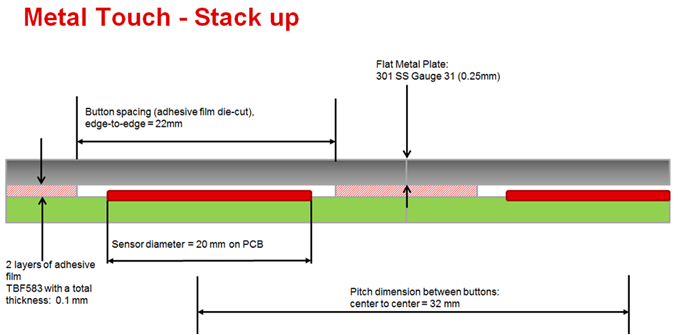 Metal Touch - Stack up
Flat Metal Plate:
301 SS Gauge 31 (0.25mm)
Button spacing (adhesive film die-cut),
edge-to-edge = 22mm
Sensor diameter = 20 mm on PCB
2 layers of adhesive
film
TBF583 with a total
thickness: 0.1 mm
Pitch dimension between buttons:
center to center = 32 mm